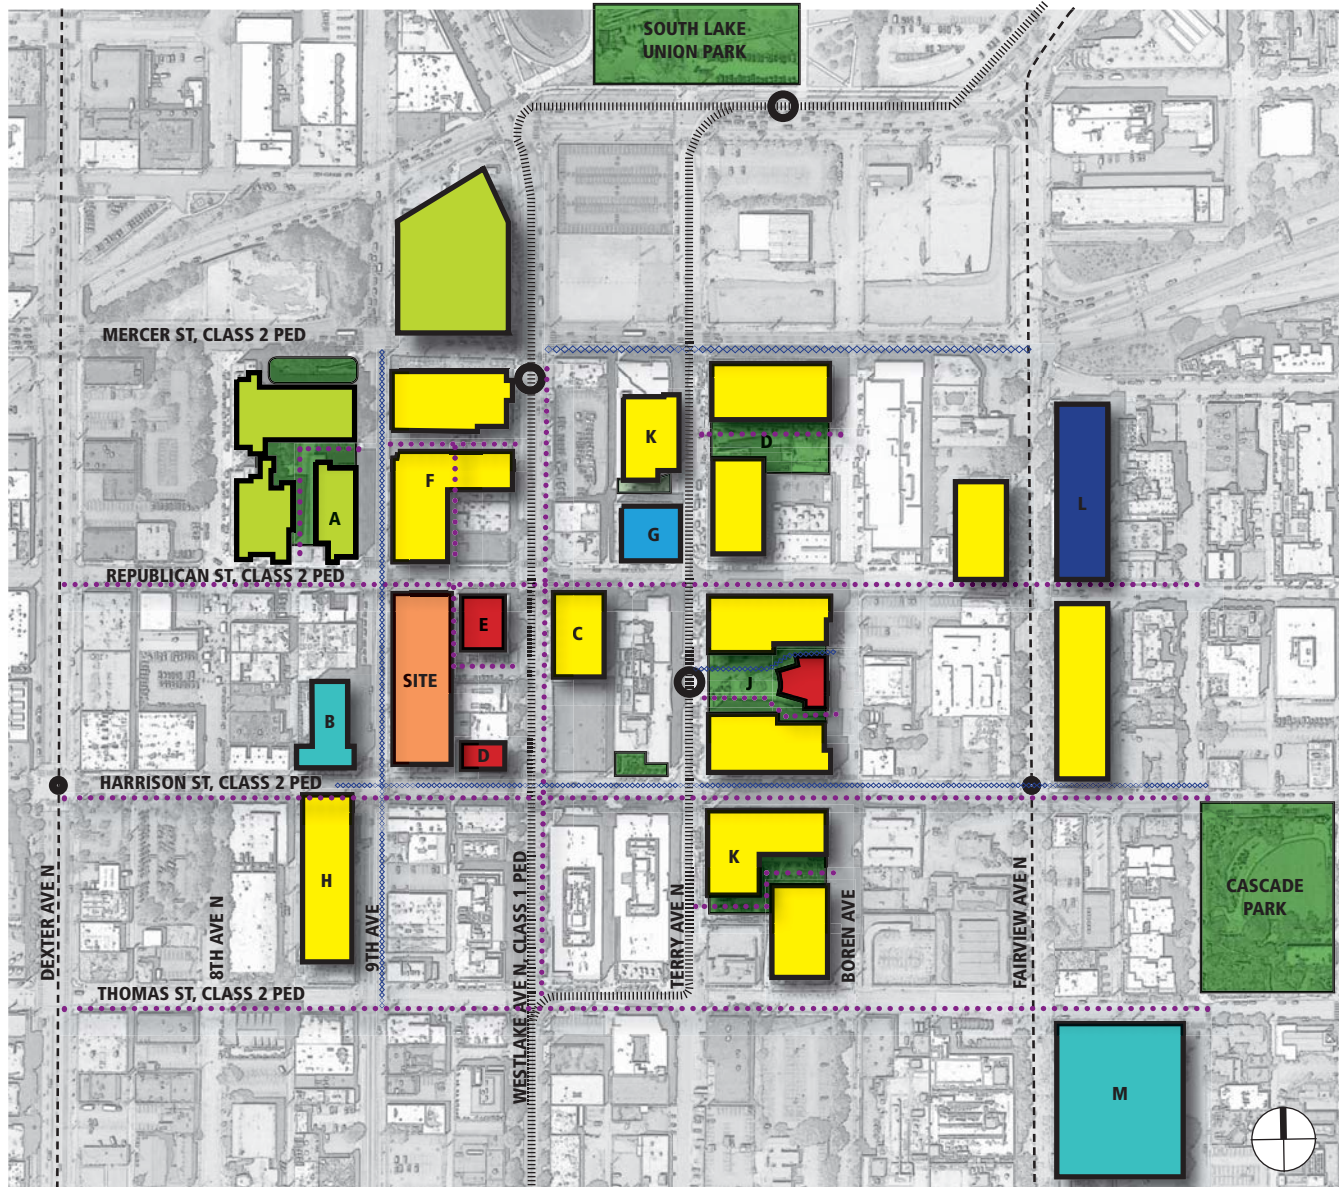 SOUTH LAKE
UNION PARK
MERCER ST, CLASS 2 PED
K
D
F
L
A
G
REPUBLICAN ST, CLASS 2 PED
E
C
SITE
J
B
D
HARRISON ST, CLASS 2 PED
K
H
CASCADE
PARK
DEXTER AVE N
8TH AVE N
9TH AVE
WESTLAKE AVE N, CLASS 1 PED
TERRY AVE N
BOREN AVE
FAIRVIEW AVE N
THOMAS ST, CLASS 2 PED
M